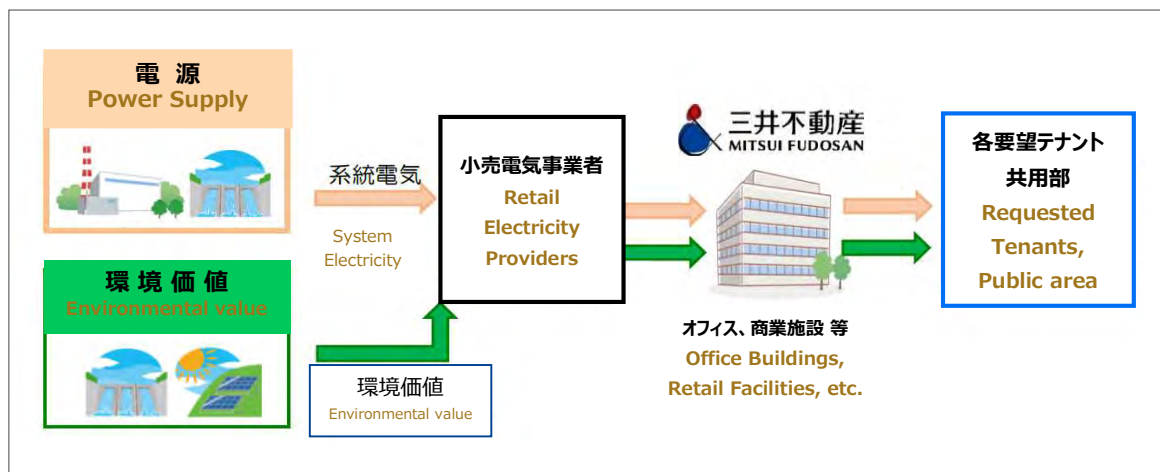 電 源
Power Supply
環 境 価 値
Environmental value
系統電気
System
Electricity
環境価値
Environmental value
小売電気事業者
Retail
Electricity
Providers
三井不動産
MITSUI FUDOSAN
オフィス、商業施設 等
Office Buildings,
Retail Facilities, etc.
各要望テナント
共用部
Requested
Tenants,
Public area